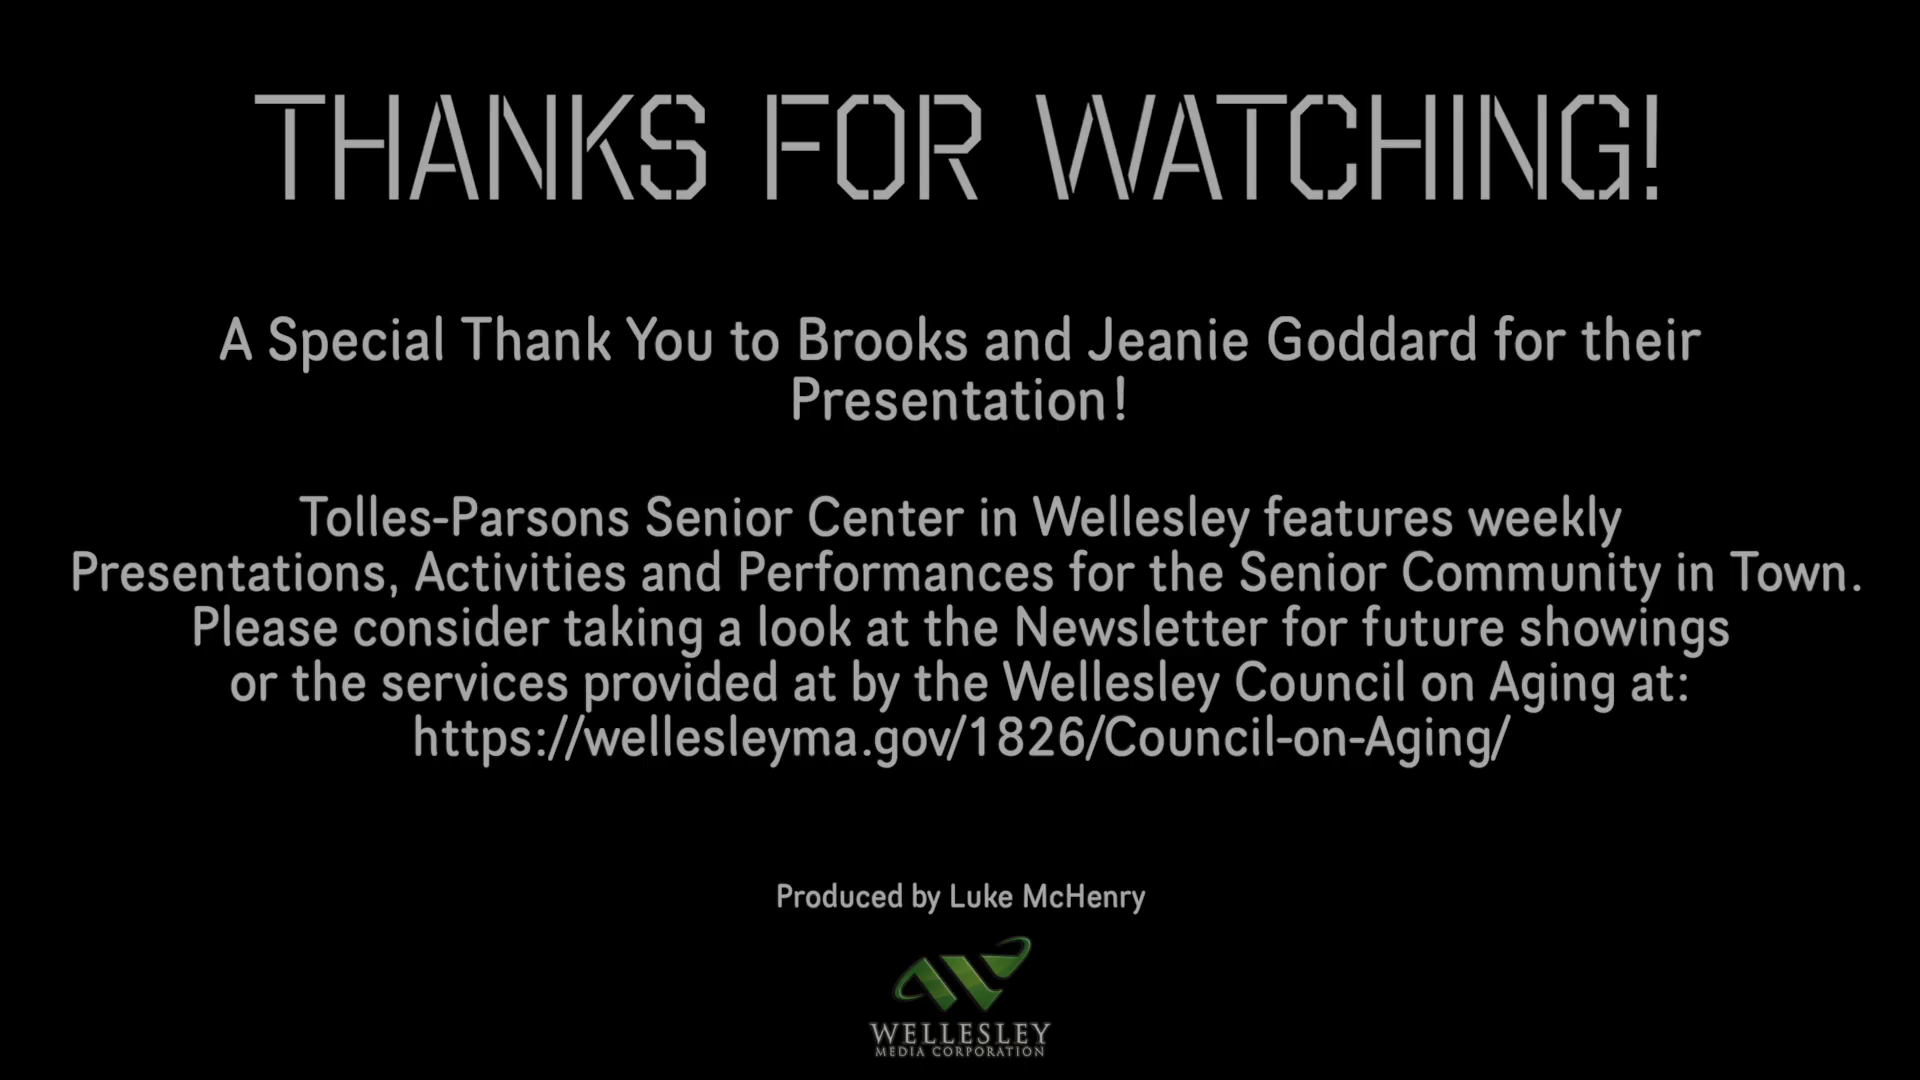 THANKS FOR WATCHING!
A Special Thank You to Brooks and Jeanie Goddard for their
Presentation!
Tolles-Parsons Senior Center in Wellesley features weekly
Presentations, Activities and Performances for the Senior Community in Town.
Please consider taking a look at the Newsletter for future showings
or the services provided at by the Wellesley Council on Aging at:
https://wellesleyma.gov/1826/Council-on-Aging/
Produced by Luke McHenry
WELLESLEY
MEDIA CORPORATION